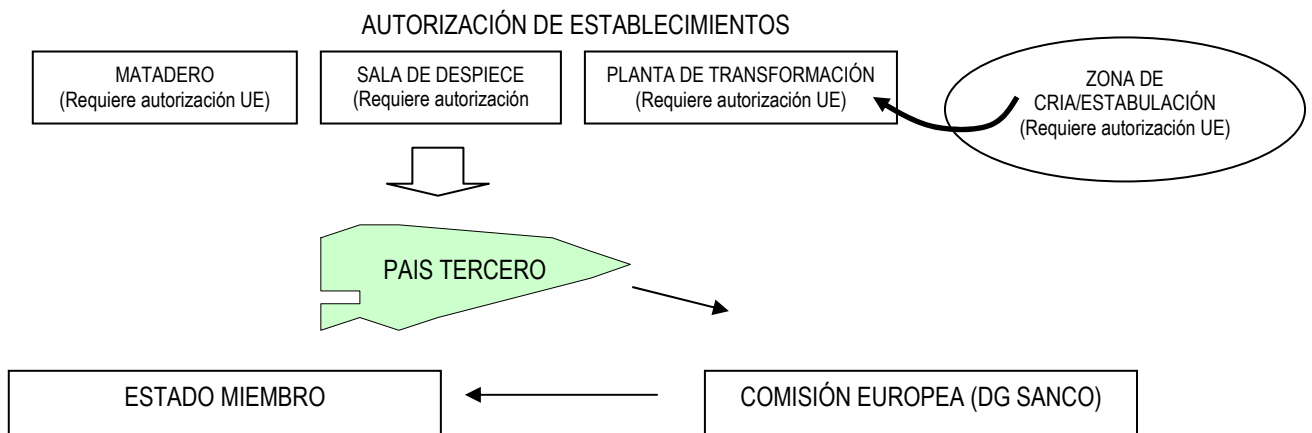 AUTORIZACIÓN DE ESTABLECIMIENTOS
MATADERO
(Requiere autorización UE)
SALA DE DESPIECE
(Requiere autorización
PLANTA DE TRANSFORMACIÓN
(Requiere autorización UE)
ZONA DE
CRIA/ESTABULACIÓN
(Requiere autorización UE)
PAIS TERCERO
ESTADO MIEMBRO
COMISIÓN EUROPEA (DG SANCO)